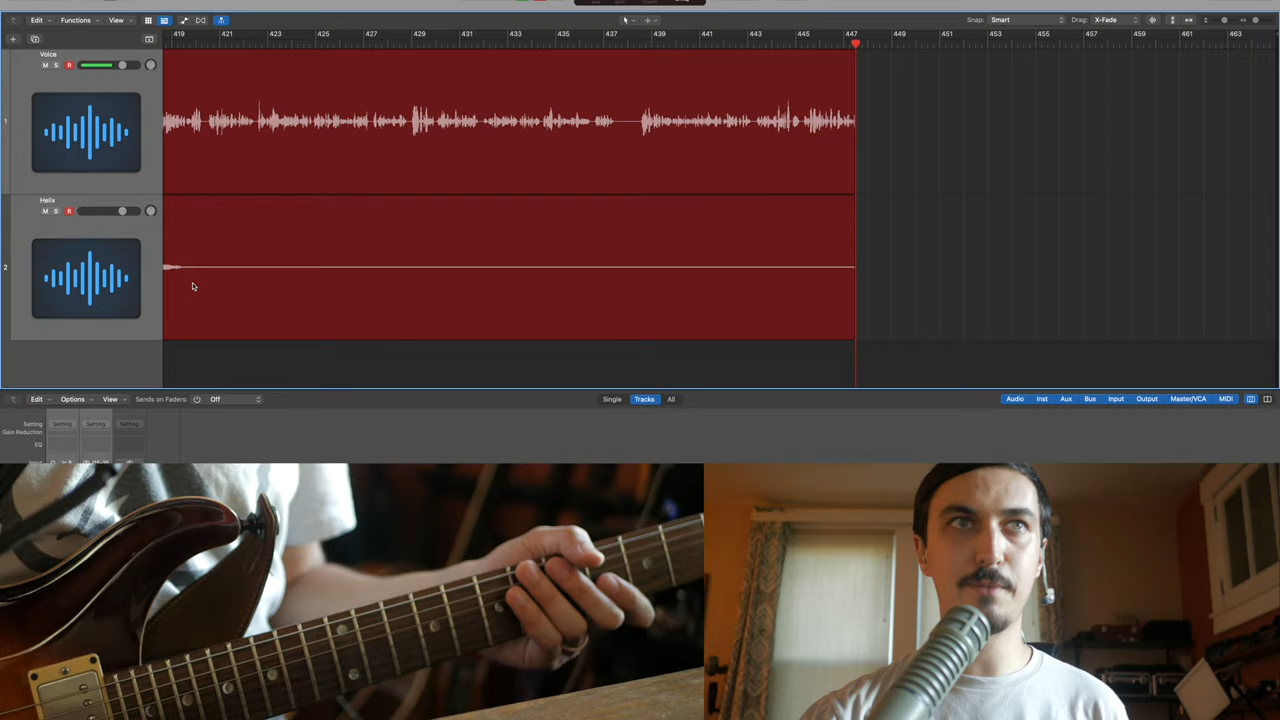 Edit Functions View Snap: Smart Drag: X-Fade
419 421 423 425 427 429 431 433 435 437 439 441 443 445 447 449 451 453 455 457 459 461 463
Voice
M S R
1
Helix
M S R
2
Edit Options View Sends on Faders: Off Single Tracks All Audio Inst Aux Bus Input Output Master/VCA MIDI
Setting Setting Setting Setting
Gain Reduction
EQ